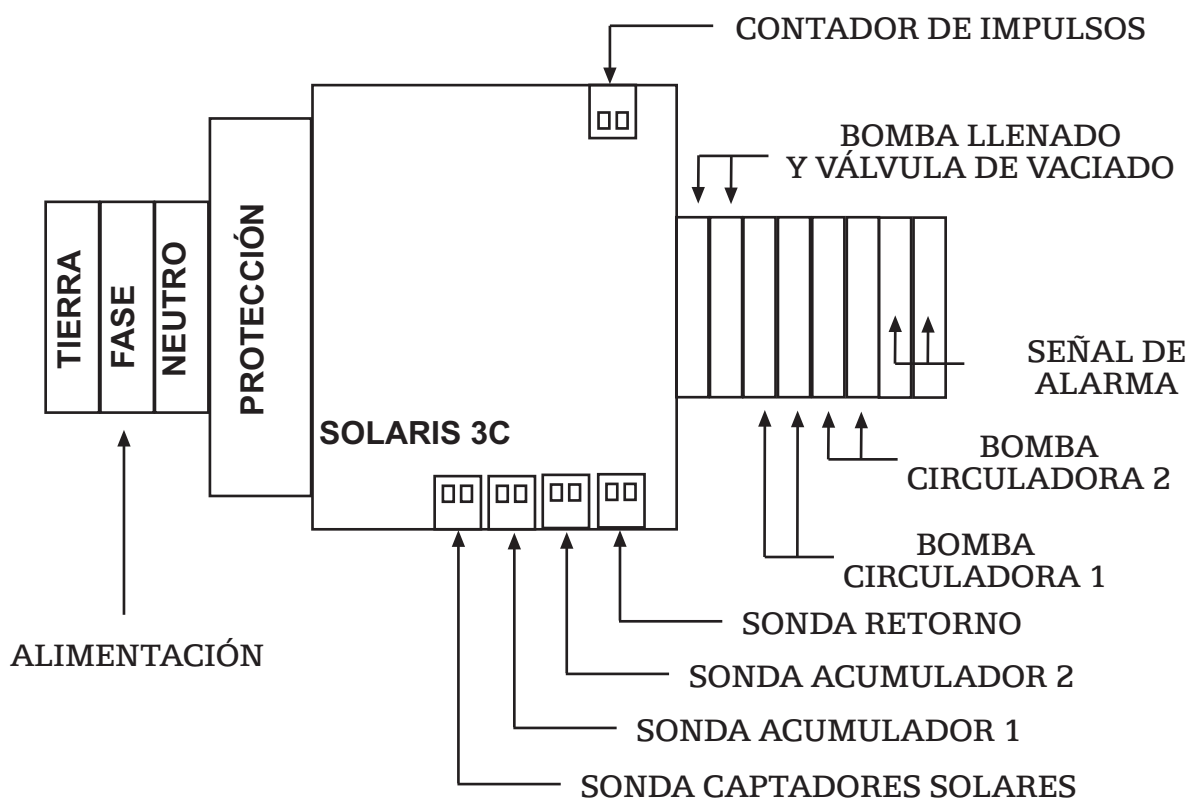 CONTADOR DE IMPULSOS
BOMBA LLENADO
Y VÁLVULA DE VACIADO
TIERRA
FASE
NEUTRO
PROTECCIÓN
SOLARIS 3C
SEÑAL DE
ALARMA
BOMBA
CIRCULADORA 2
BOMBA
CIRCULADORA 1
SONDA RETORNO
ALIMENTACIÓN
SONDA ACUMULADOR 2
SONDA ACUMULADOR 1
SONDA CAPTADORES SOLARES